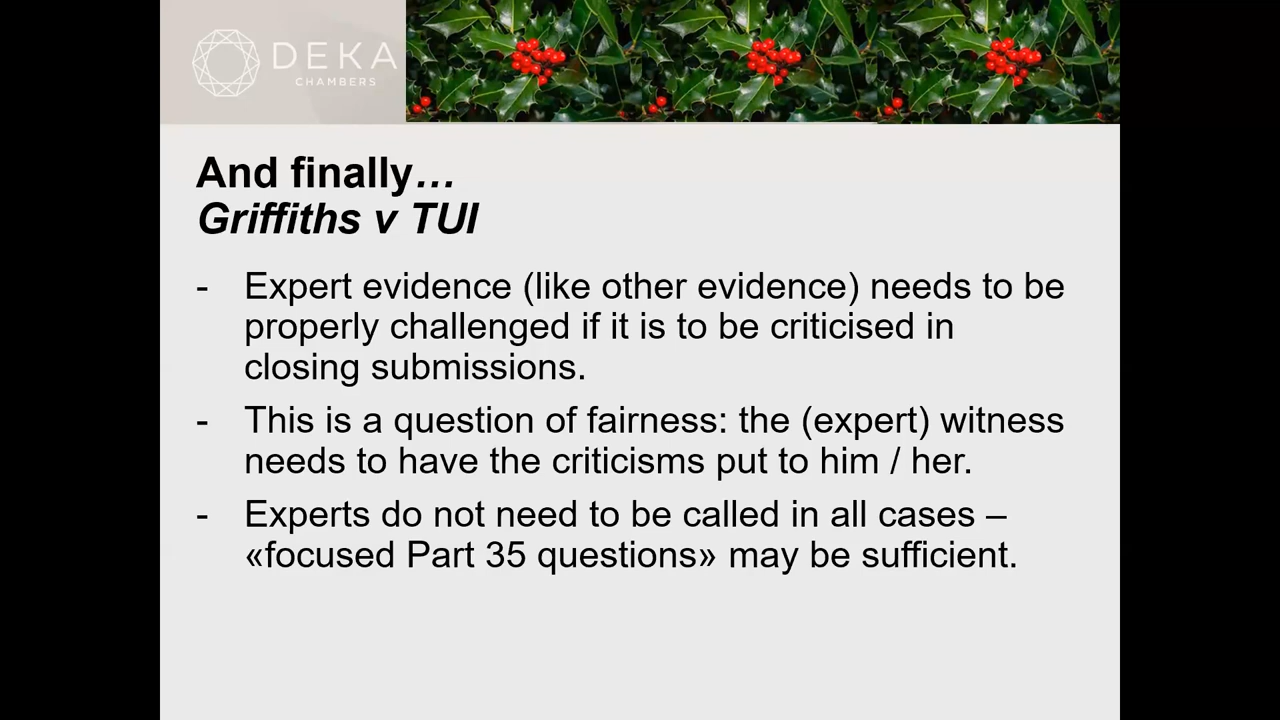 DEKA
CHAMBERS
And finally…
Griffiths v TUI
- Expert evidence (like other evidence) needs to be
properly challenged if it is to be criticised in
closing submissions.
- This is a question of fairness: the (expert) witness
needs to have the criticisms put to him / her.
- Experts do not need to be called in all cases –
«focused Part 35 questions» may be sufficient.